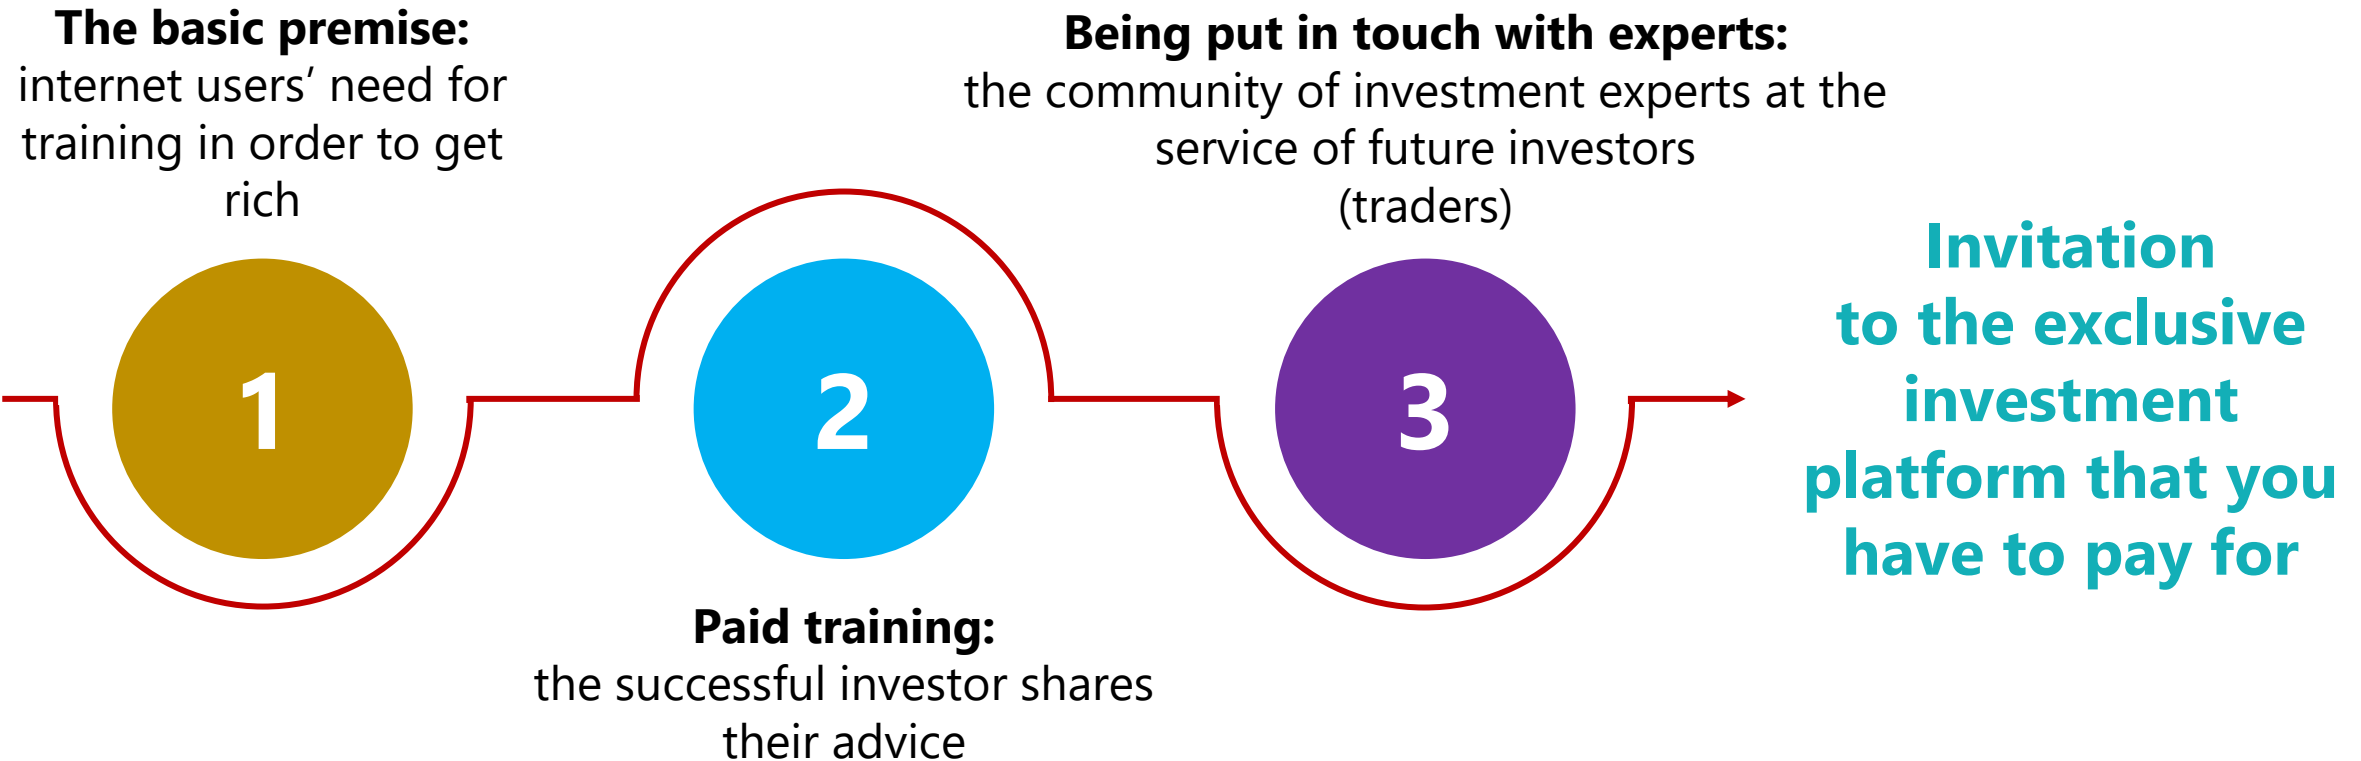 The basic premise:
internet users’ need for
training in order to get
rich
1
2
Paid training:
the successful investor shares
their advice
Being put in touch with experts:
the community of investment experts at the
service of future investors
(traders)
3
Invitation
to the exclusive
investment
platform that you
have to pay for